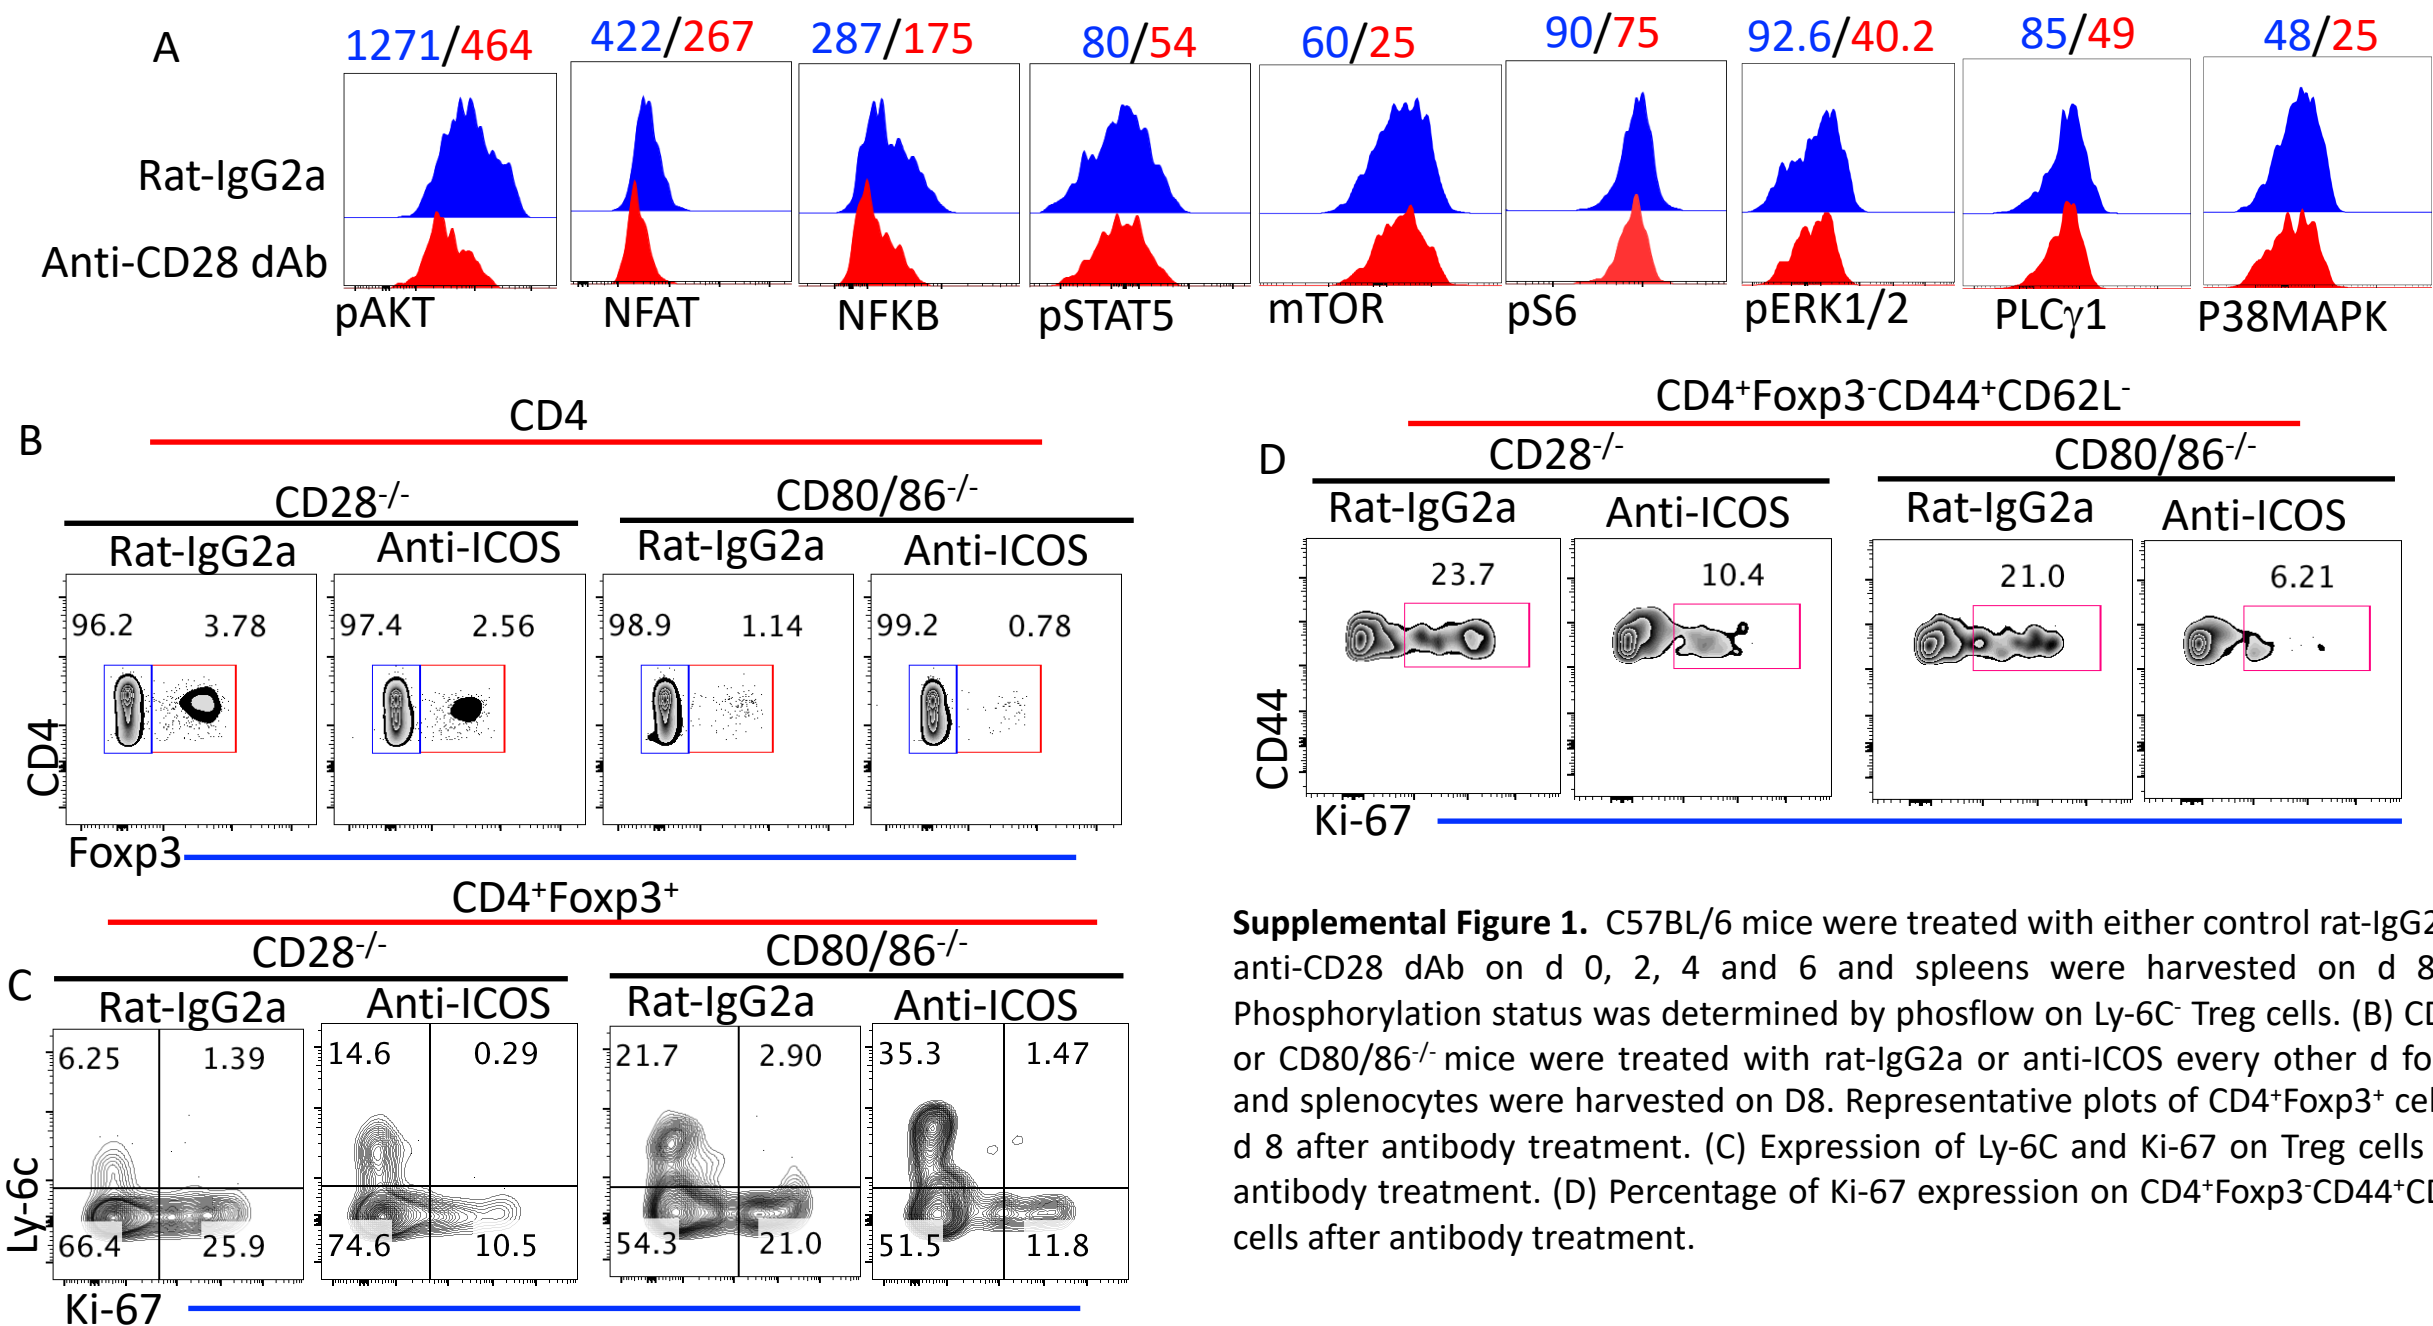 A
1271/464 422/267 287/175 80/54 60/25 90/75 92.6/40.2 85/49 48/25
Rat-IgG2a
Anti-CD28 dAb
pAKT NFAT NFKB pSTAT5 mTOR pS6 pERK1/2 PLCγ1 P38MAPK
B
CD4
CD28-/- CD80/86-/-
Rat-IgG2a Anti-ICOS Rat-IgG2a Anti-ICOS
96.2 3.78 97.4 2.56 98.9 1.14 99.2 0.78
CD4
Foxp3
C
CD4+Foxp3+
CD28-/- CD80/86-/-
Rat-IgG2a Anti-ICOS Rat-IgG2a Anti-ICOS
6.25 1.39 14.6 0.29 21.7 2.90 35.3 1.47
66.4 25.9 74.6 10.5 54.3 21.0 51.5 11.8
Ly-6c
Ki-67
D
CD4+Foxp3-CD44+CD62L-
CD28-/- CD80/86-/-
Rat-IgG2a Anti-ICOS Rat-IgG2a Anti-ICOS
23.7 10.4 21.0 6.21
CD44
Ki-67
Supplemental Figure 1. C57BL/6 mice were treated with either control rat-IgG2
anti-CD28 dAb on d 0, 2, 4 and 6 and spleens were harvested on d 8
Phosphorylation status was determined by phosflow on Ly-6C- Treg cells. (B) CD
or CD80/86-/- mice were treated with rat-IgG2a or anti-ICOS every other d fo
and splenocytes were harvested on D8. Representative plots of CD4+Foxp3+ cel
d 8 after antibody treatment. (C) Expression of Ly-6C and Ki-67 on Treg cells
antibody treatment. (D) Percentage of Ki-67 expression on CD4+Foxp3-CD44+CD
cells after antibody treatment.